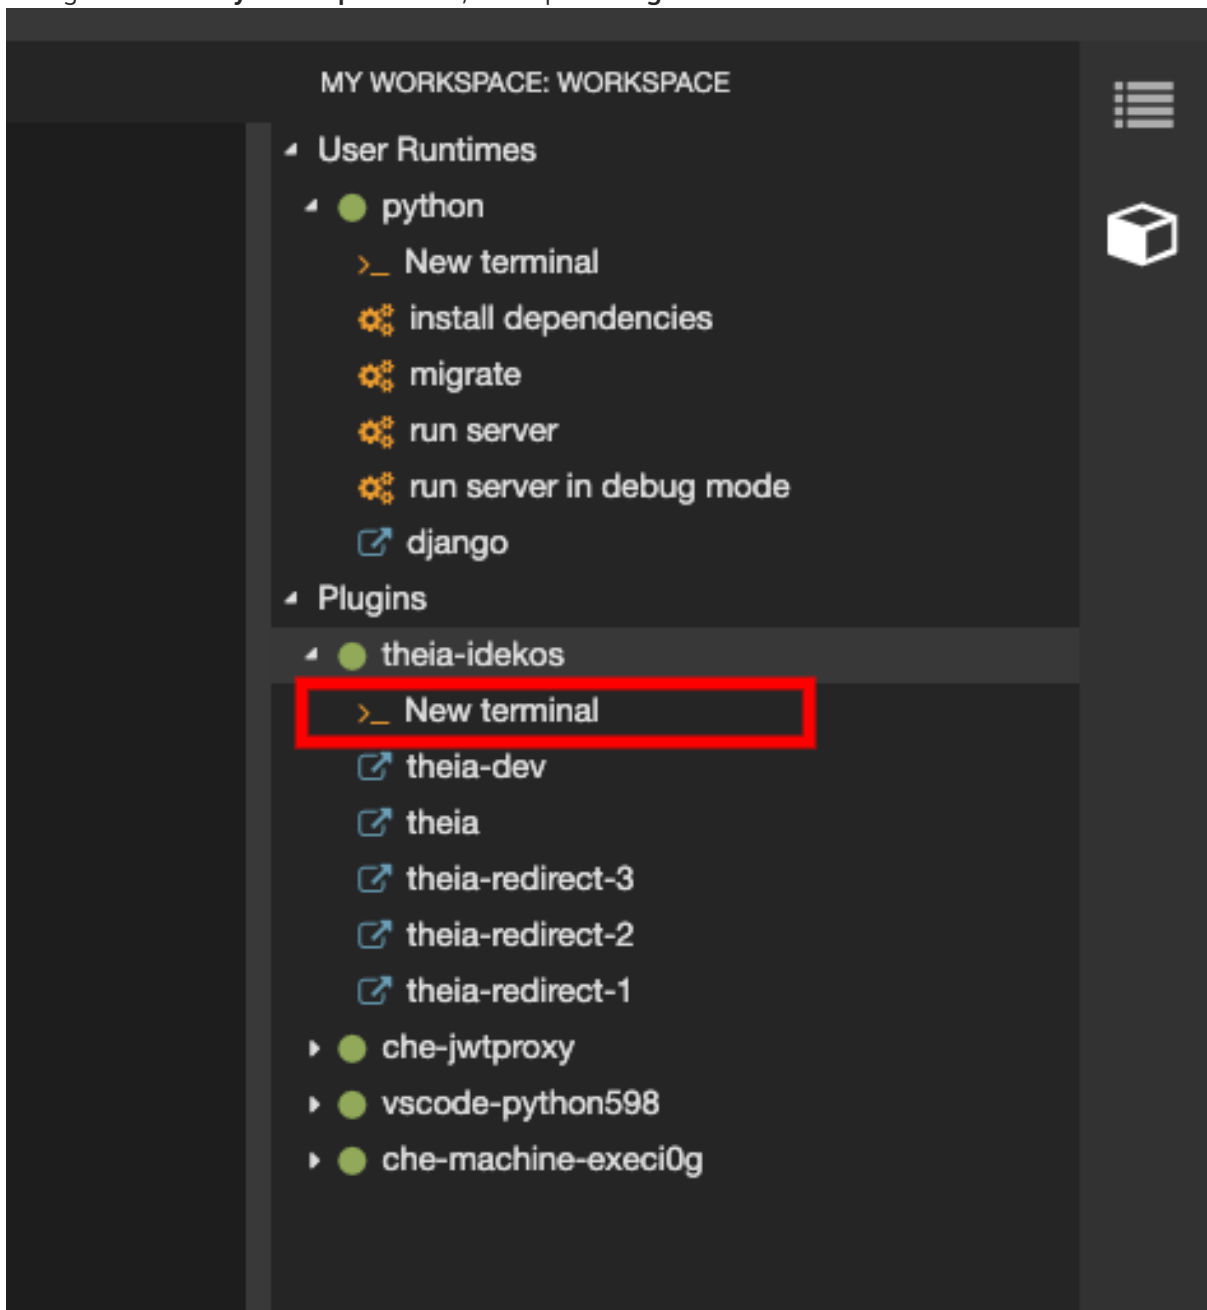 MY WORKSPACE: WORKSPACE
User Runtimes
python
>_ New terminal
install dependencies
migrate
run server
run server in debug mode
django
Plugins
theia-idekos
>_ New terminal
theia-dev
theia
theia-redirect-3
theia-redirect-2
theia-redirect-1
che-jwtproxy
vscode-python598
che-machine-execi0g